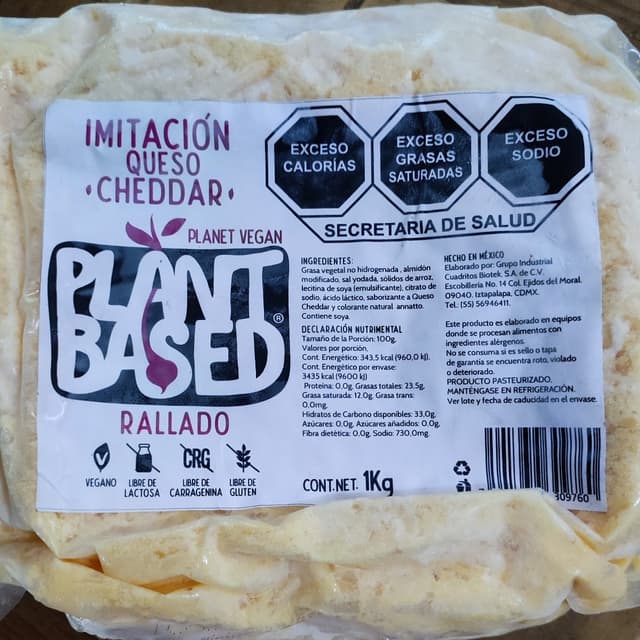 IMITACIÓN
QUESO
•CHEDDAR•
EXCESO
CALORÍAS
EXCESO
GRASAS
SATURADAS
EXCESO
SODIO
SECRETARIA DE SALUD
PLANET VEGAN
PLANT
BASED®
RALLADO
VEGANO
LIBRE DE
LACTOSA
CRG
LIBRE DE
CARRAGENINA
LIBRE DE
GLUTEN
INGREDIENTES:
Grasa vegetal no hidrogenada, almidón
modificado, sal yodada, sólidos de arroz,
lecitina de soya (emulsificante), citrato de
sodio, ácido láctico, saborizante a Queso
Cheddar y colorante natural annatto.
Contiene soya.
DECLARACIÓN NUTRIMENTAL
Tamaño de la Porción: 100g,
Valores por porción,
Cont. Energético: 343,5 kcal (960.0 kJ),
Cont. Energético por envase:
3435 kcal (9600 kJ)
Proteína: 0.0g, Grasas totales: 23.5g,
Grasa saturada: 12.0g, Grasa trans:
0.0mg,
Hidratos de Carbono disponibles: 33,0g,
Azúcares: 0.0g, Azúcares añadidos: 0,0g,
Fibra dietética: 0.0g, Sodio: 730,0mg.
CONT.NET. 1Kg
HECHO EN MÉXICO
Elaborado por: Grupo Industrial
Cuadritos Biotek, S.A. de C.V.
Escobillería No. 14 Col. Ejidos del Moral.
09040, Iztapalapa, CDMX.
Tel.: (55) 56946411.
Este producto es elaborado en equipos
donde se procesan alimentos con
ingredientes alérgenos.
No se consuma si es sello o tapa
de garantía se encuentra roto, violado
o deteriorado.
PRODUCTO PASTEURIZADO,
MANTÉNGASE EN REFRIGERACIÓN.
Ver lote y fecha de caducidad en el envase.
309760